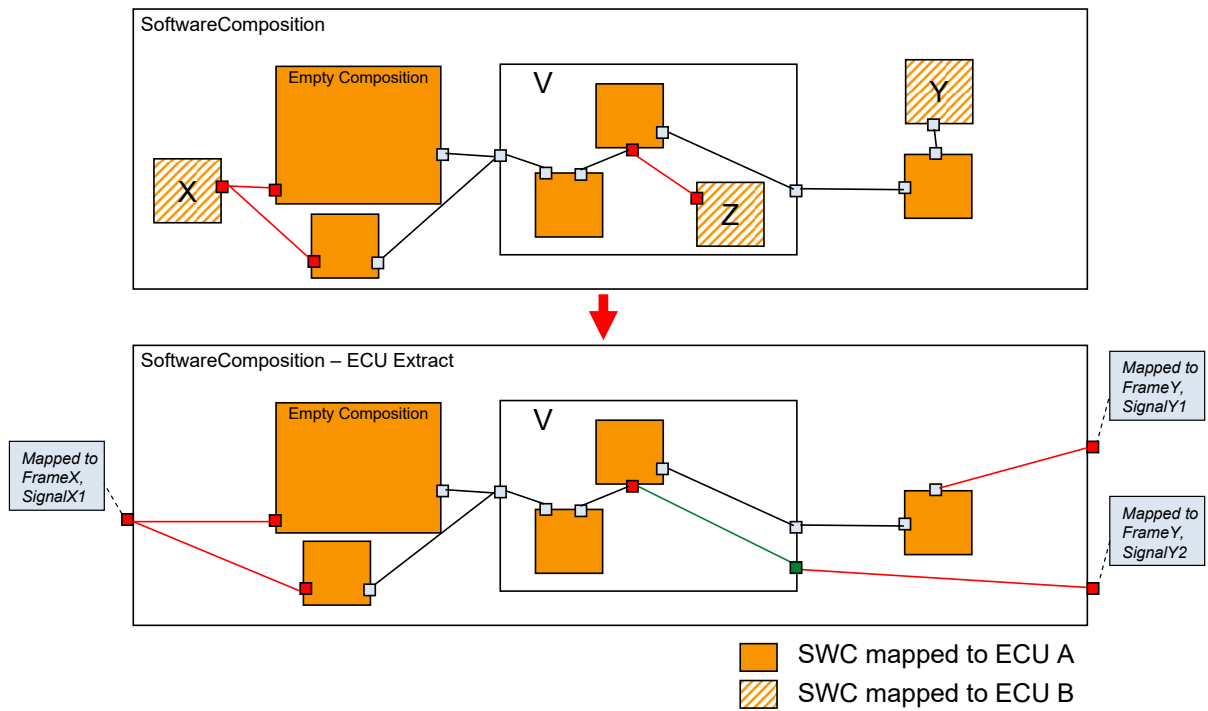 SoftwareComposition
Empty Composition
V
Y
X
Z
SoftwareComposition – ECU Extract
Mapped to
FrameY,
SignalY1
Empty Composition
V
Mapped to
FrameX,
SignalX1
Mapped to
FrameY,
SignalY2
SWC mapped to ECU A
SWC mapped to ECU B